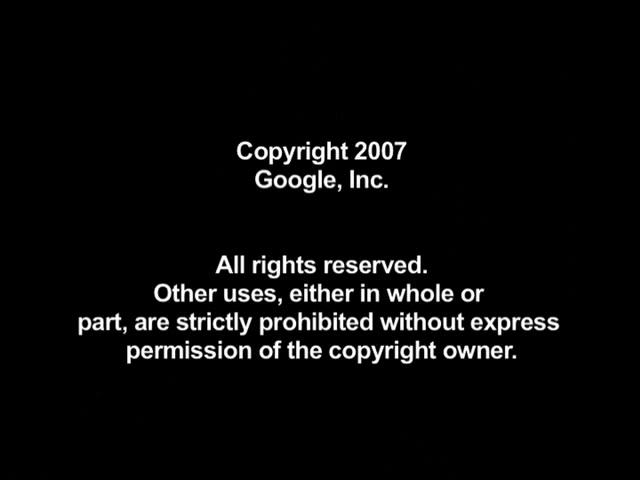 Copyright 2007
Google, Inc.
All rights reserved.
Other uses, either in whole or
part, are strictly prohibited without express
permission of the copyright owner.